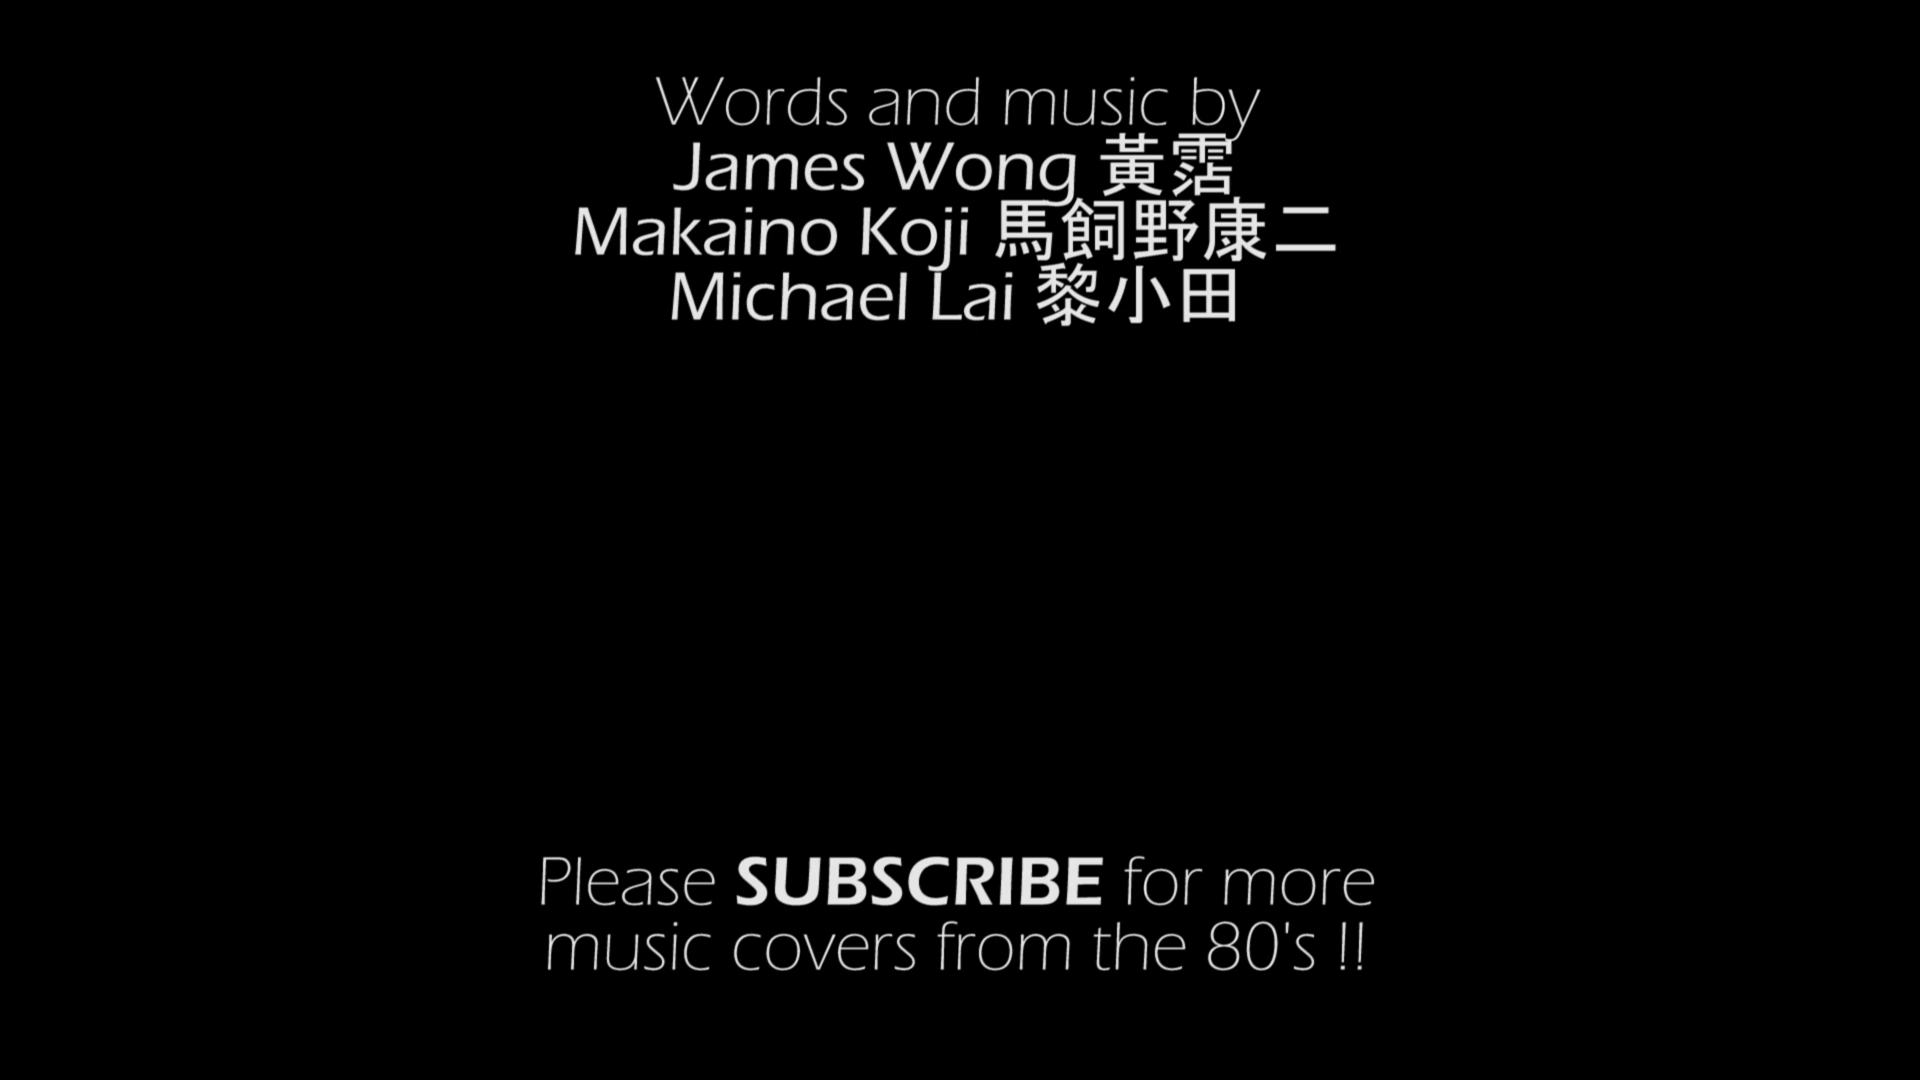 Words and music by
James Wong 黃霑
Makaino Koji 馬飼野康二
Michael Lai 黎小田
Please SUBSCRIBE for more
music covers from the 80's !!